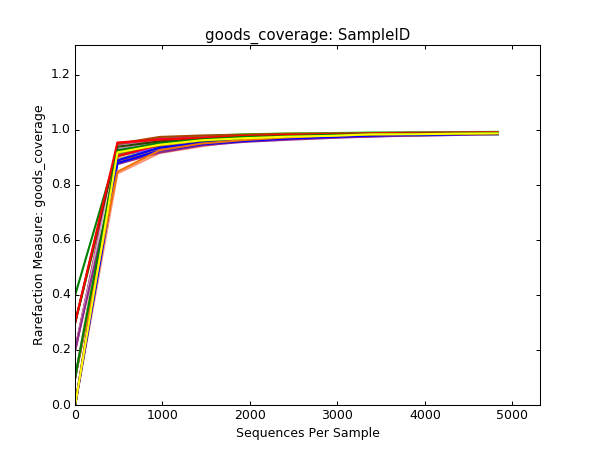 goods_coverage: SampleID
1.2
1.0
0.8
0.6
0.4
0.2
0.0
Rarefaction Measure: goods_coverage
0 1000 2000 3000 4000 5000
Sequences Per Sample